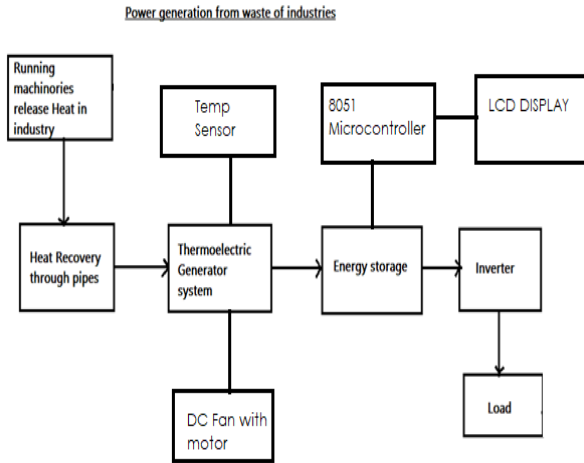 Power generation from waste of industries
Running
machinories
release Heat in
industry
Temp
Sensor
8051
Microcontroller
LCD DISPLAY
Heat Recovery
through pipes
Thermoelectric
Generator
system
Energy storage
Inverter
DC Fan with
motor
Load